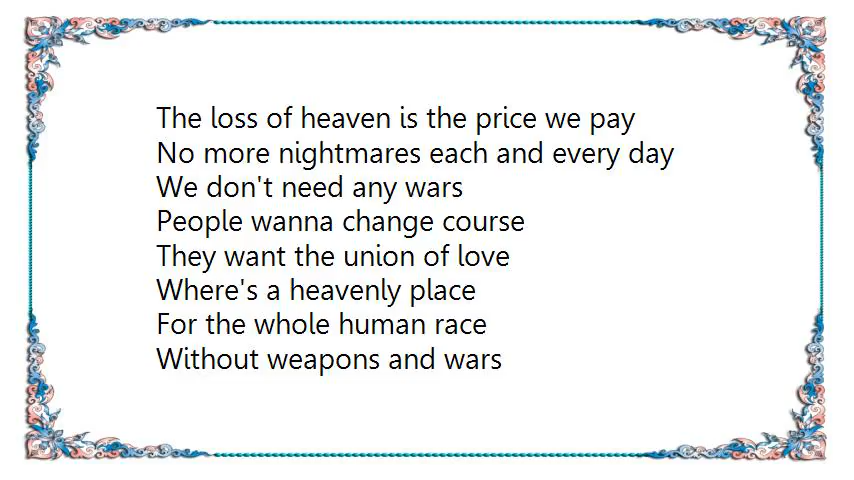 The loss of heaven is the price we pay
No more nightmares each and every day
We don't need any wars
People wanna change course
They want the union of love
Where's a heavenly place
For the whole human race
Without weapons and wars